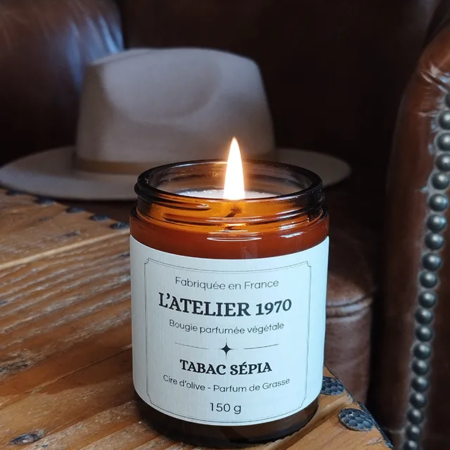 Fabriquée en France
L'ATELIER 1970
Bougie parfumée végétale
TABAC SÉPIA
Cire d'olive - Parfum de Grasse
150 g